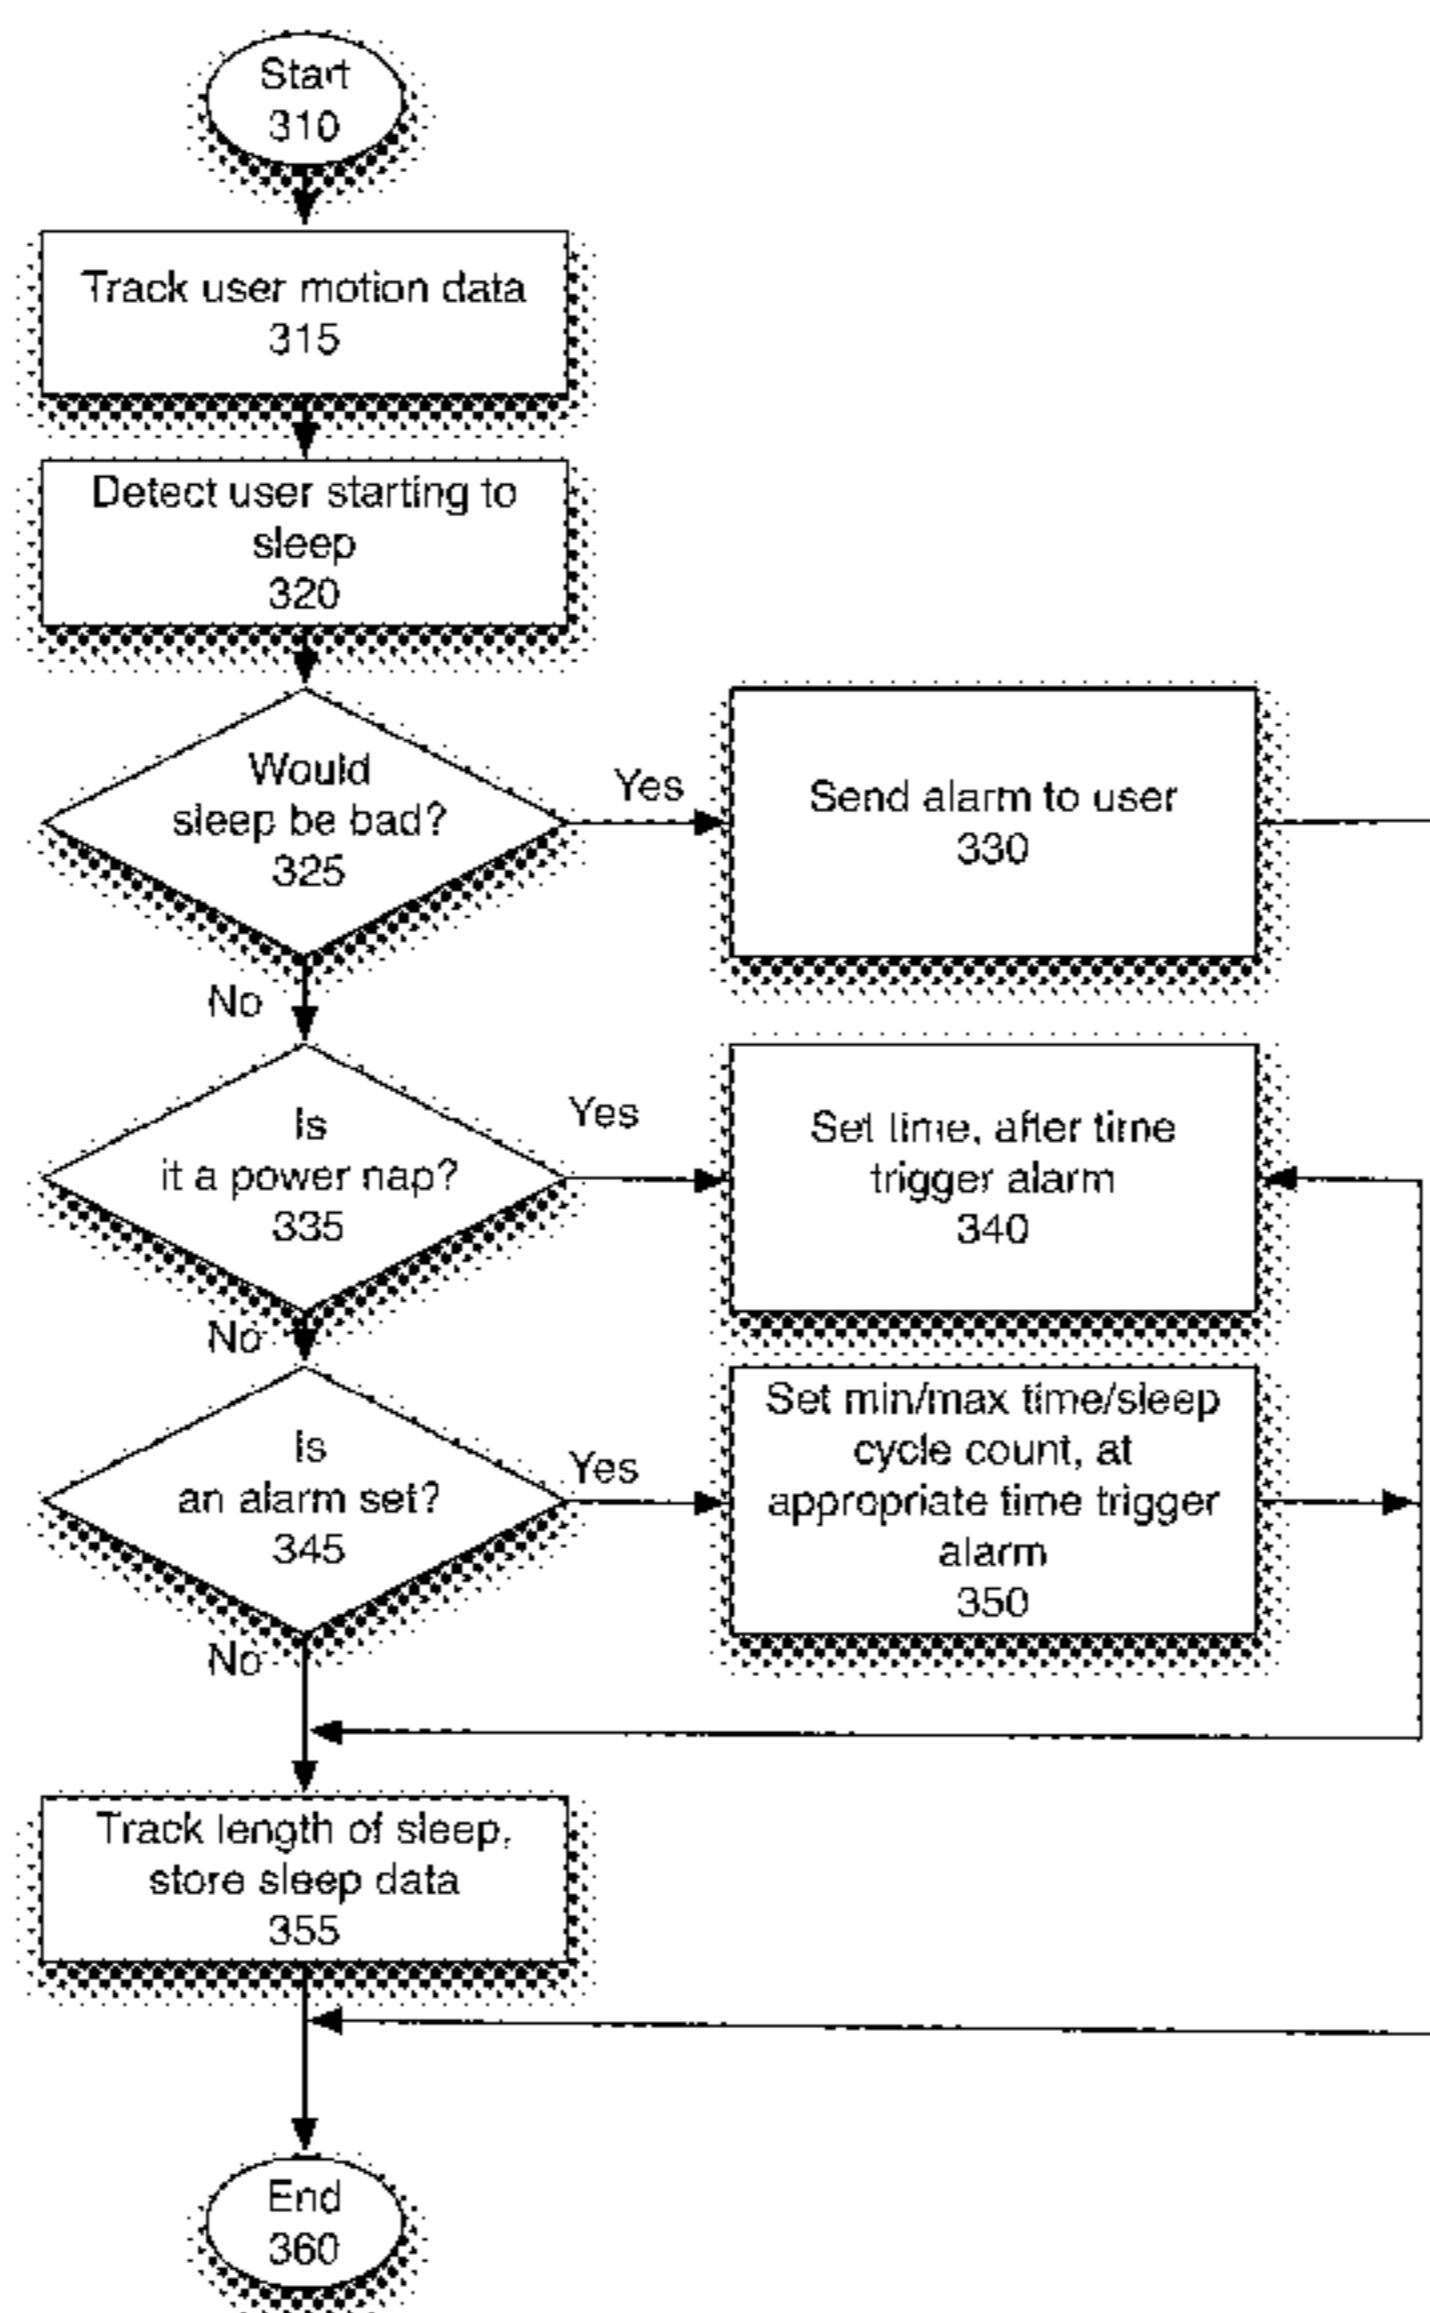 Start
310
Track user motion data
315
Detect user starting to
sleep
320
Would
sleep be bad?
325
Yes
Send alarm to user
330
No
Is
it a power nap?
335
Yes
Set time, after time
trigger alarm
340
No
Is
an alarm set?
345
Yes
Set min/max time/sleep
cycle count, at
appropriate time trigger
alarm
350
No
Track length of sleep,
store sleep data
355
End
360